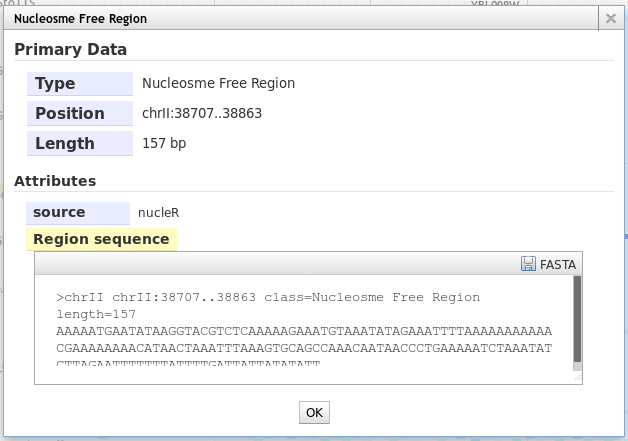 Nucleosme Free Region
Primary Data
Type Nucleosme Free Region
Position chrII:38707..38863
Length 157 bp
Attributes
source nucleR
Region sequence
FASTA
>chrII chrII:38707..38863 class=Nucleosme Free Region
length=157
AAAAATGAATATAAGGTACGTCTCAAAAAGAAATGTAAATATAGAAATTTTAAAAAAAAAAA
CGAAAAAAAACATAACTAAATTTAAAGTGCAGCCAAACAATAACCCTGAAAAATCTAAATAT
CTTAGAATTTTTTTATTTTGATTATTATATATT
OK